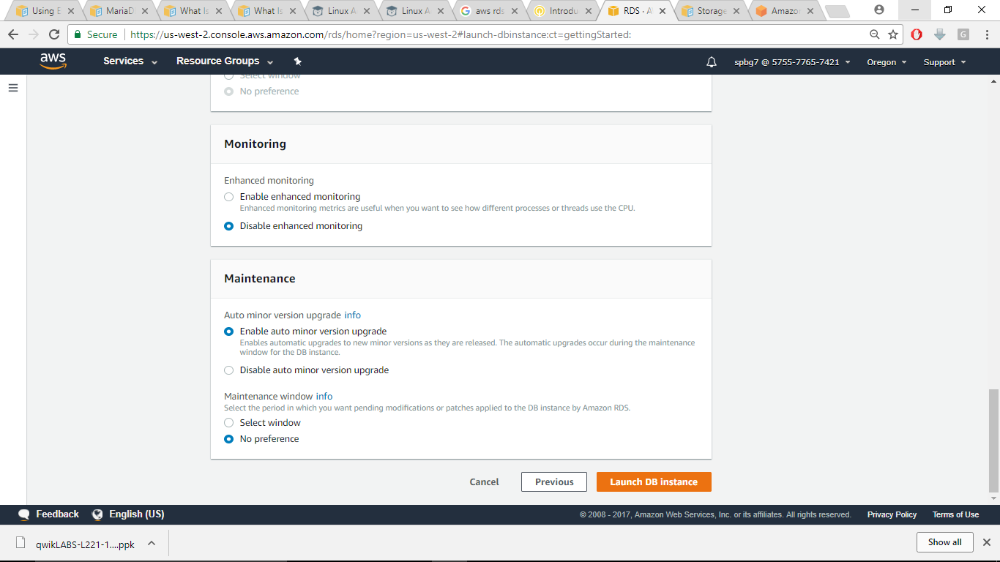 Using E
MariaD
What Is
What Is
Linux A
Linux A
aws rds
Introdu
RDS · A
Storage
Amazon
Secure
https://us-west-2.console.aws.amazon.com/rds/home?region=us-west-2#launch-dbinstance:ct=gettingStarted:
aws
Services
Resource Groups
spbg7 @ 5755-7765-7421
Oregon
Support
Select window
No preference
Monitoring
Enhanced monitoring
Enable enhanced monitoring
Enhanced monitoring metrics are useful when you want to see how different processes or threads use the CPU.
Disable enhanced monitoring
Maintenance
Auto minor version upgrade info
Enable auto minor version upgrade
Enables automatic upgrades to new minor versions as they are released. The automatic upgrades occur during the maintenance
window for the DB instance.
Disable auto minor version upgrade
Maintenance window info
Select the period in which you want pending modifications or patches applied to the DB instance by Amazon RDS.
Select window
No preference
Cancel
Previous
Launch DB instance
Feedback
English (US)
© 2008 - 2017, Amazon Web Services, Inc. or its affiliates. All rights reserved.
Privacy Policy
Terms of Use
qwikLABS-L221-1....ppk
Show all